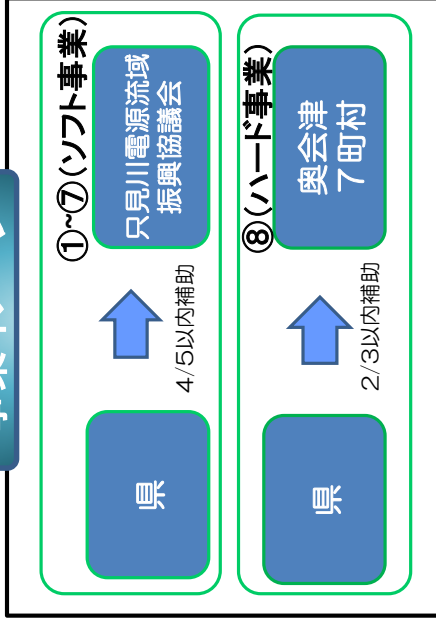 ①~⑦(ソフト事業)
県
4/5以内補助
只見川電源流域
振興協議会
⑧(ハード事業)
県
2/3以内補助
奥会津
7町村